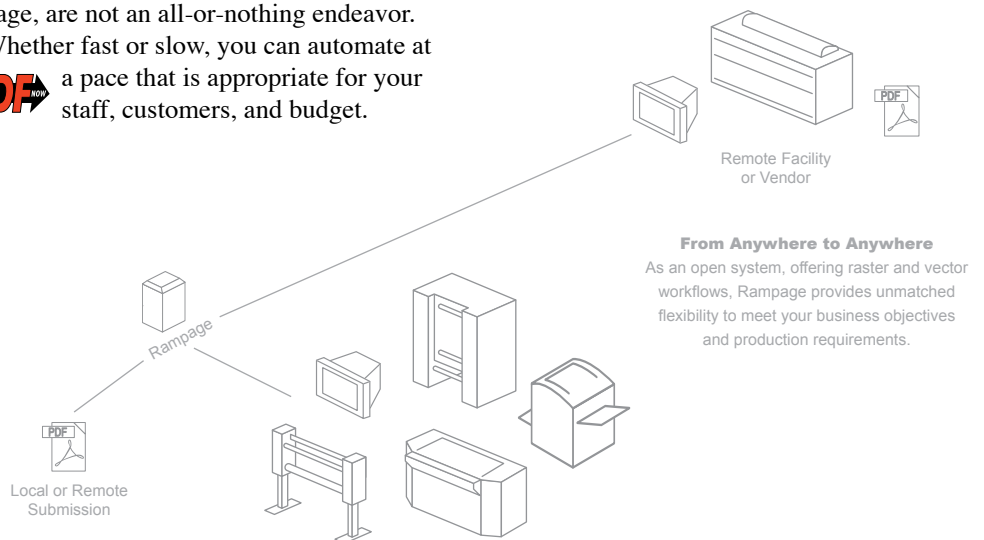 age, are not an all-or-nothing endeavor.
Whether fast or slow, you can automate at
a pace that is appropriate for your
staff, customers, and budget.
NOW
PDF
Remote Facility
or Vendor
From Anywhere to Anywhere
As an open system, offering raster and vector
workflows, Rampage provides unmatched
flexibility to meet your business objectives
and production requirements.
Rampage
PDF
Local or Remote
Submission